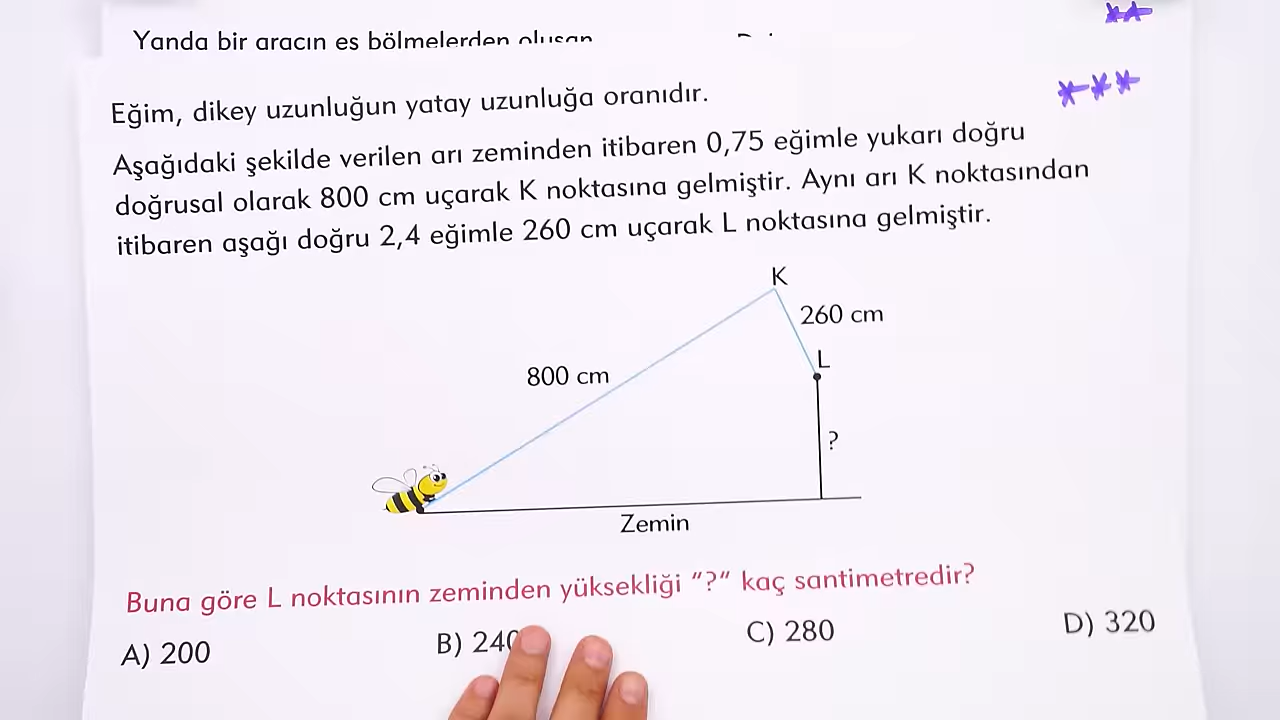 Yanda bir aracın eş bölmelerden oluşan
Eğim, dikey uzunluğun yatay uzunluğa oranıdır.
Aşağıdaki şekilde verilen arı zeminden itibaren 0,75 eğimle yukarı doğru
doğrusal olarak 800 cm uçarak K noktasına gelmiştir. Aynı arı K noktasından
itibaren aşağı doğru 2,4 eğimle 260 cm uçarak L noktasına gelmiştir.
K
260 cm
L
800 cm
?
Zemin
Buna göre L noktasının zeminden yüksekliği "?" kaç santimetredir?
A) 200 B) 240 C) 280 D) 320